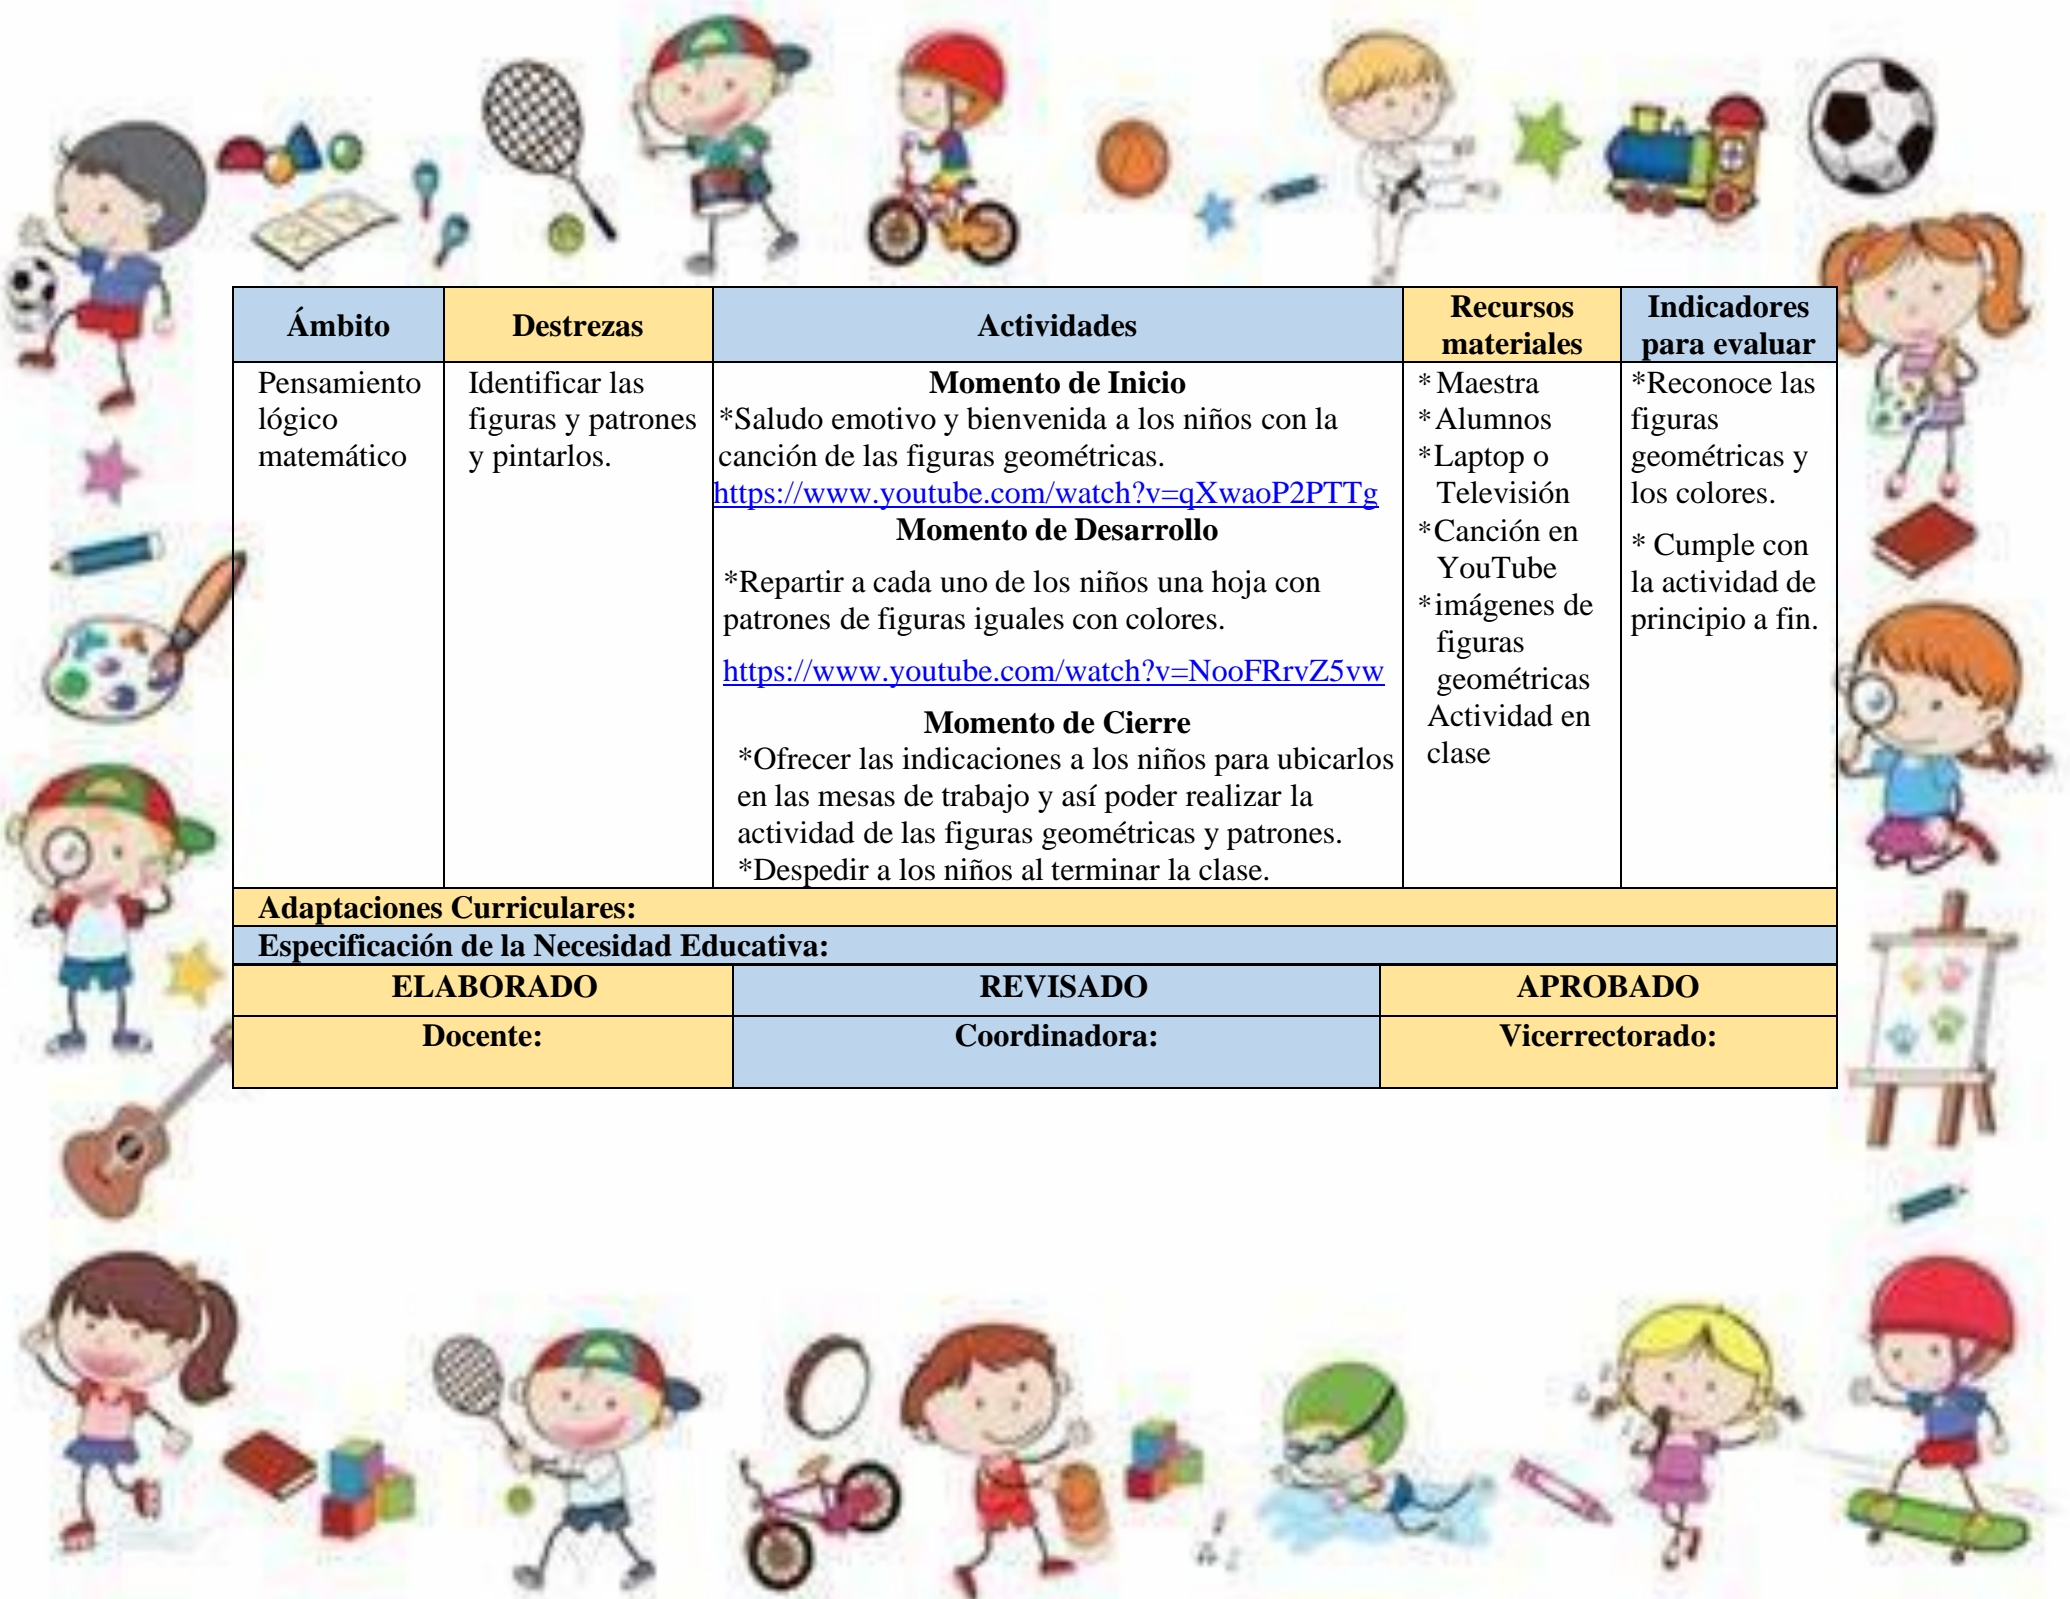 Ámbito
Destrezas
Actividades
Recursos
materiales
Indicadores
para evaluar
Pensamiento
lógico
matemático
Identificar las
figuras y patrones
y pintarlos.
Momento de Inicio
*Saludo emotivo y bienvenida a los niños con la
canción de las figuras geométricas.
https://www.youtube.com/watch?v=qXwaoP2PTTg
Momento de Desarrollo
*Repartir a cada uno de los niños una hoja con
patrones de figuras iguales con colores.
https://www.youtube.com/watch?v=NooFRrvZ5vw
Momento de Cierre
*Ofrecer las indicaciones a los niños para ubicarlos
en las mesas de trabajo y así poder realizar la
actividad de las figuras geométricas y patrones.
*Despedir a los niños al terminar la clase.
* Maestra
* Alumnos
* Laptop o
Televisión
* Canción en
YouTube
* imágenes de
figuras
geométricas
Actividad en
clase
*Reconoce las
figuras
geométricas y
los colores.
* Cumple con
la actividad de
principio a fin.
Adaptaciones Curriculares:
Especificación de la Necesidad Educativa:
ELABORADO
REVISADO
APROBADO
Docente:
Coordinadora:
Vicerrectorado: